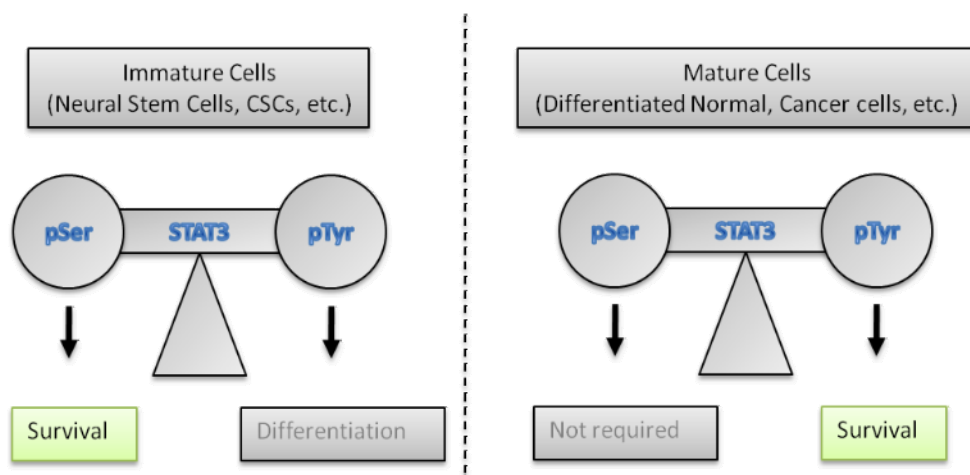 Immature Cells
(Neural Stem Cells, CSCs, etc.)
pSer
STAT3
pTyr
Survival
Differentiation
Mature Cells
(Differentiated Normal, Cancer cells, etc.)
pSer
STAT3
pTyr
Not required
Survival